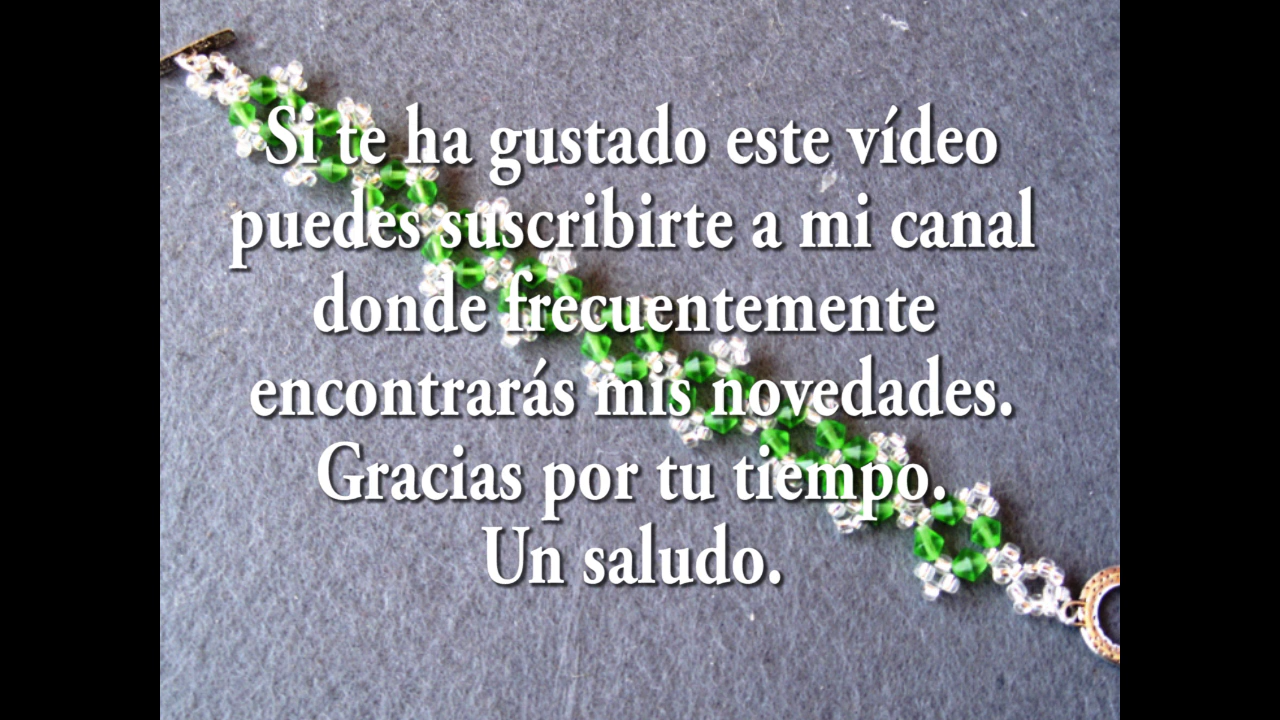 Si te ha gustado este vídeo
puedes suscribirte a mi canal
donde frecuentemente
encontrarás mis novedades.
Gracias por tu tiempo.
Un saludo.